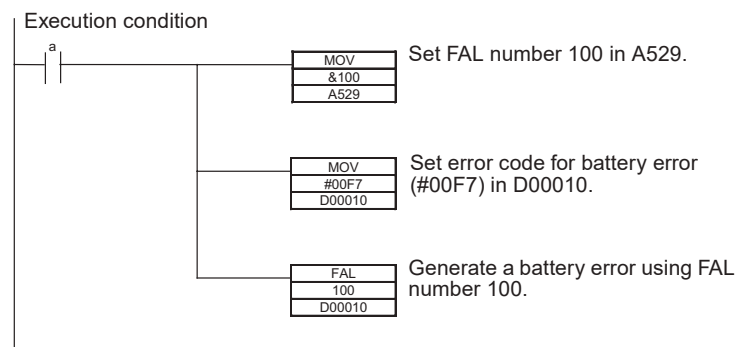 Execution condition
a
MOV
&100
A529
Set FAL number 100 in A529.
MOV
#00F7
D00010
Set error code for battery error
(#00F7) in D00010.
FAL
100
D00010
Generate a battery error using FAL
number 100.